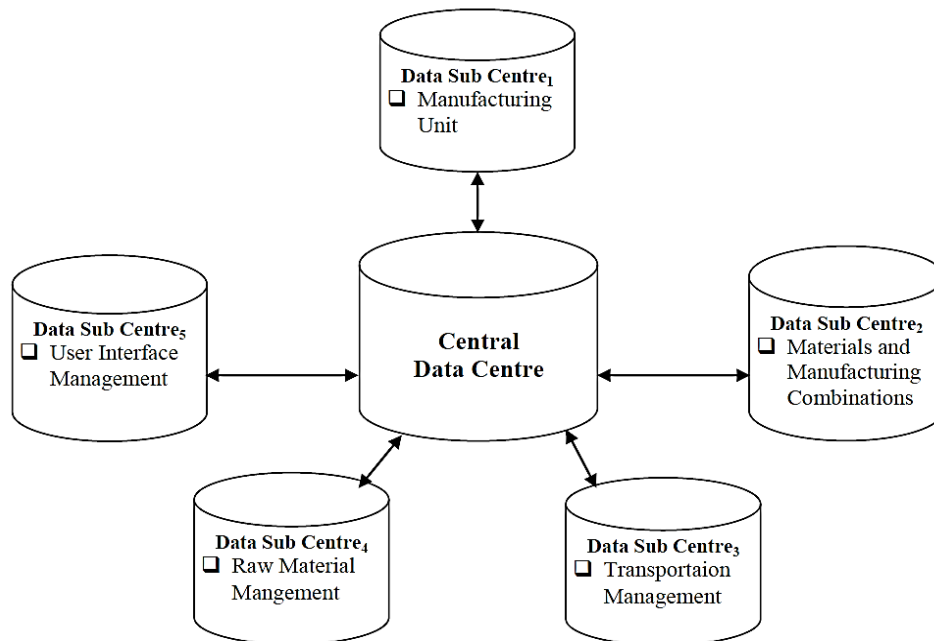 Data Sub Centre₁
❑ Manufacturing
Unit
Central
Data Centre
Data Sub Centre₅
❑ User Interface
Management
Data Sub Centre₂
❑ Materials and
Manufacturing
Combinations
Data Sub Centre₄
❑ Raw Material
Mangement
Data Sub Centre₃
❑ Transportaion
Management